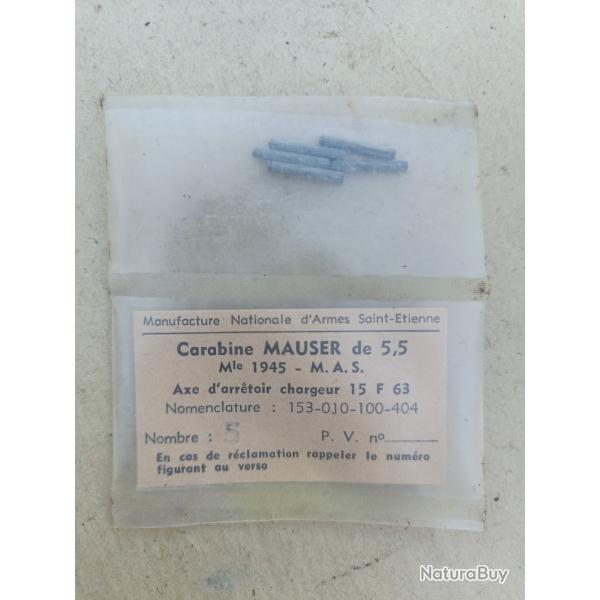 Manufacture Nationale d'Armes Saint-Etienne
Carabine MAUSER de 5,5
Mle 1945 - M. A. S.
Axe d'arrêtoir chargeur 15 F 63
Nomenclature : 153-010-100-404
Nombre : 5 P. V. no
En cas de réclamation rappeler le numéro
figurant au verso
NaturaBuy